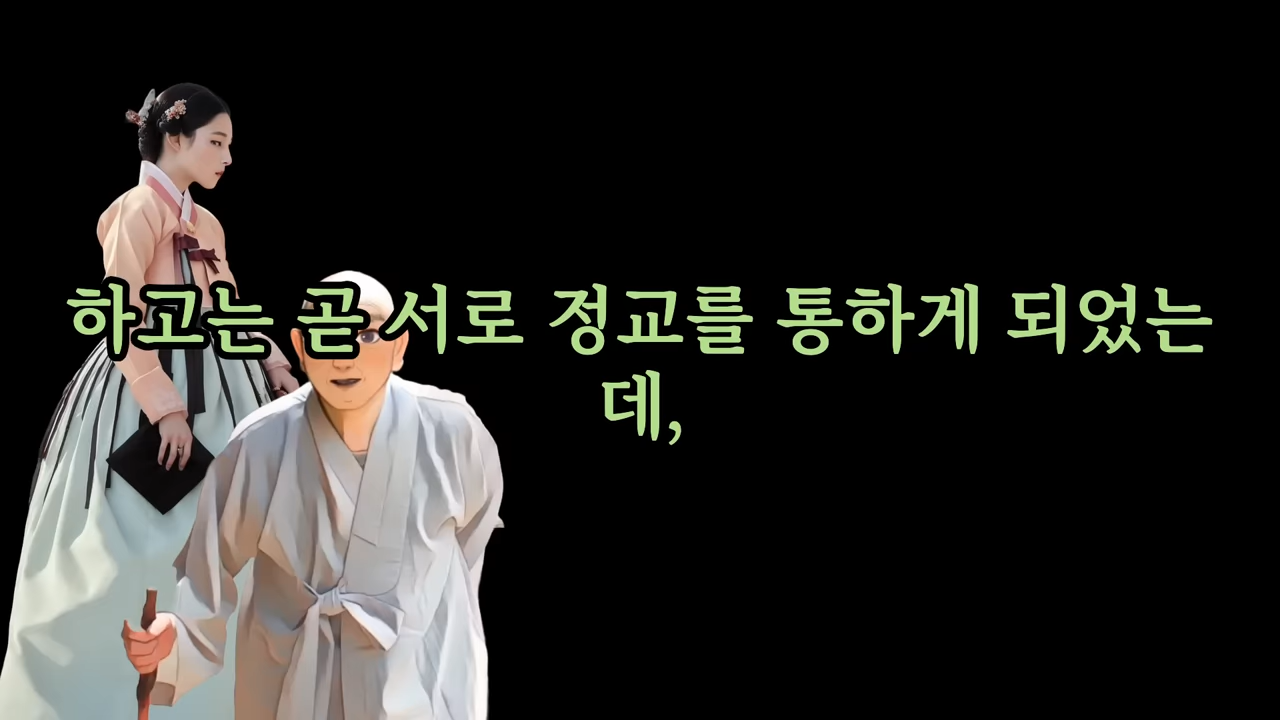 하고는 곧 서로 정교를 통하게 되었는
데,